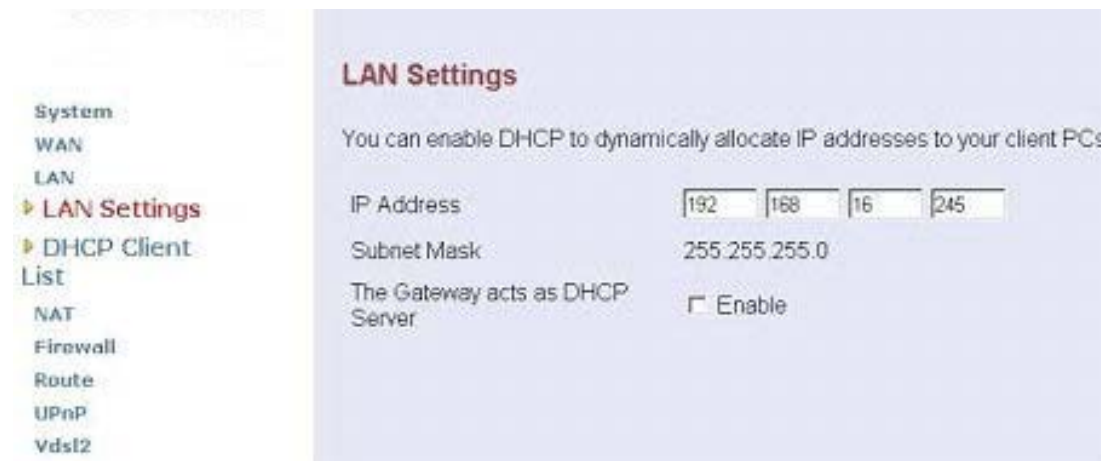 System
WAN
LAN
LAN Settings
DHCP Client
List
NAT
Firewall
Route
UPnP
Vdsl2
LAN Settings
You can enable DHCP to dynamically allocate IP addresses to your client PCs
IP Address 192 168 16 245
Subnet Mask 255.255.255.0
The Gateway acts as DHCP
Server Enable